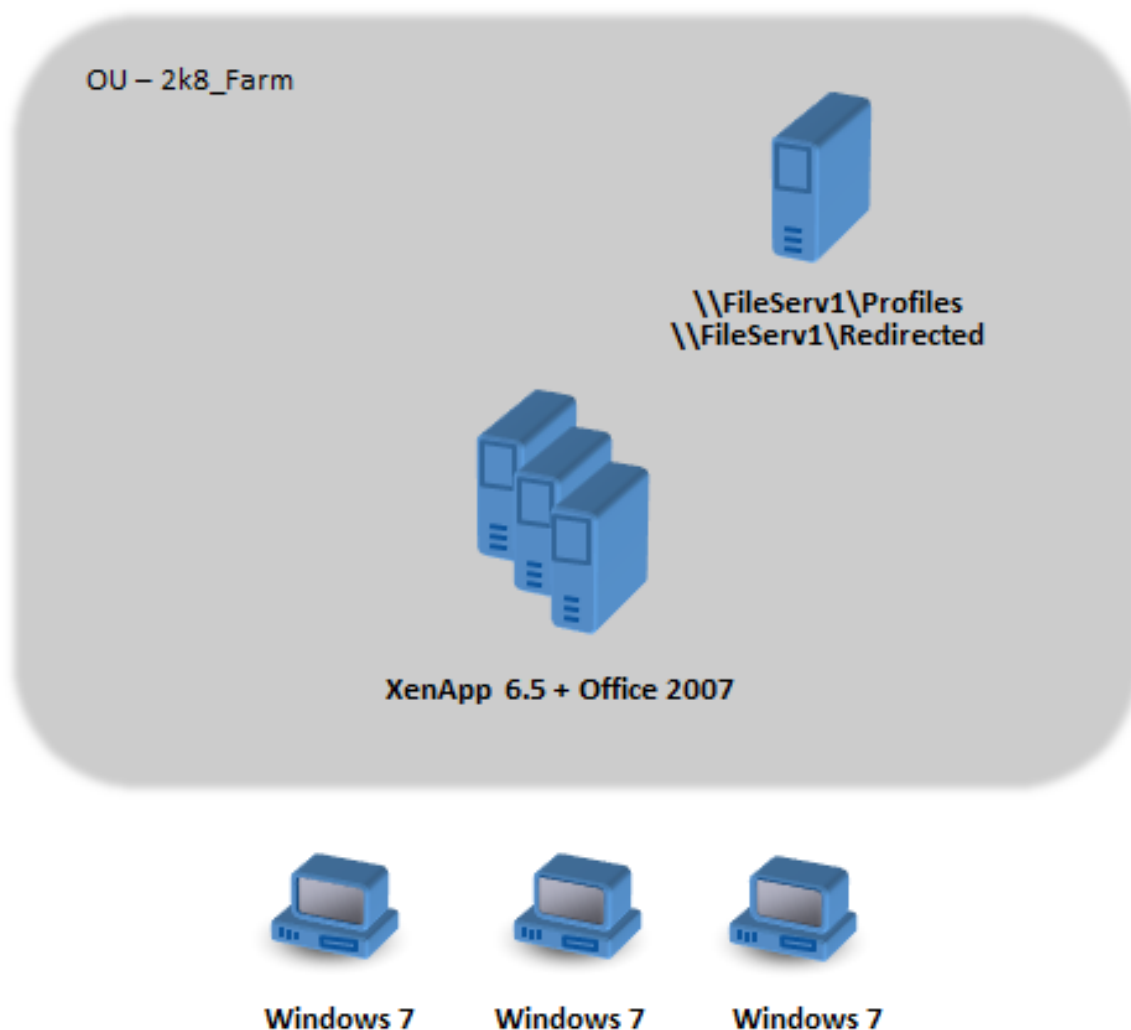 OU – 2k8_Farm
\\FileServ1\Profiles
\\FileServ1\Redirected
XenApp 6.5 + Office 2007
Windows 7
Windows 7
Windows 7